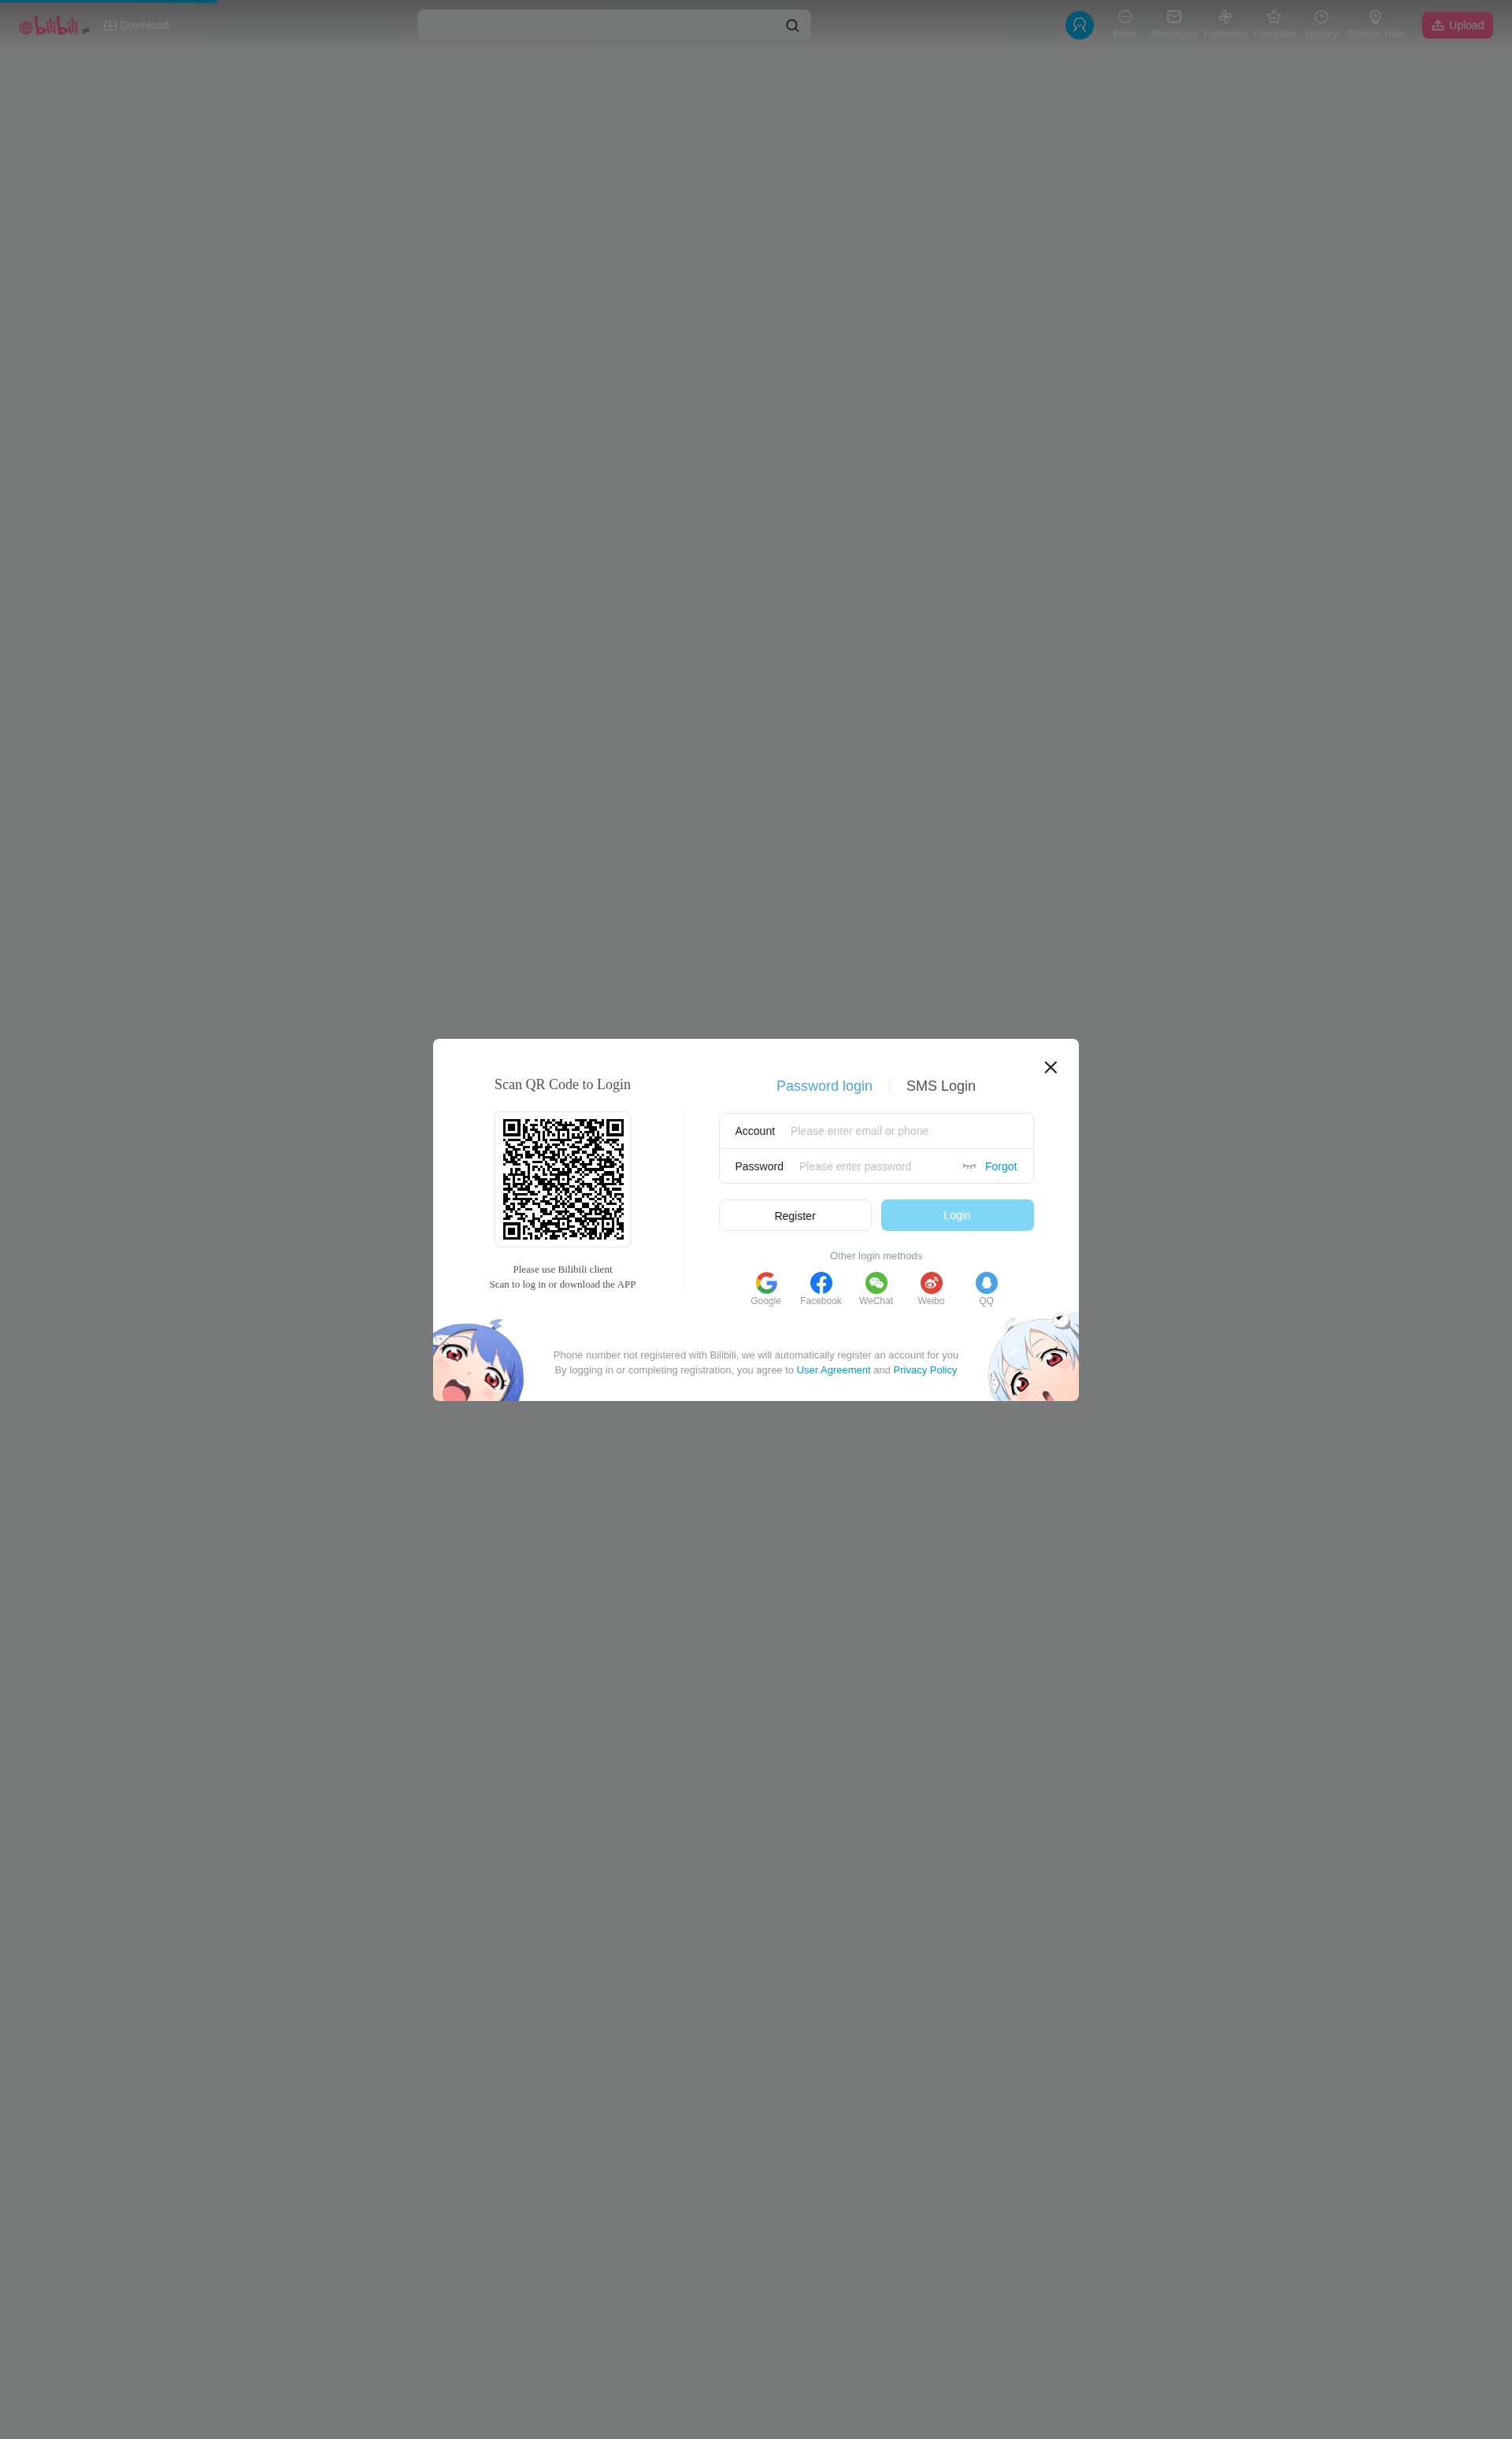 bilibili
Download
More Messages Following Favorites History Creator Hub
Upload
Scan QR Code to Login
Please use Bilibili client
Scan to log in or download the APP
Password login
SMS Login
Account Please enter email or phone
Password Please enter password Forgot
Register
Login
Other login methods
Google Facebook WeChat Weibo QQ
Phone number not registered with Bilibili, we will automatically register an account for you
By logging in or completing registration, you agree to User Agreement and Privacy Policy